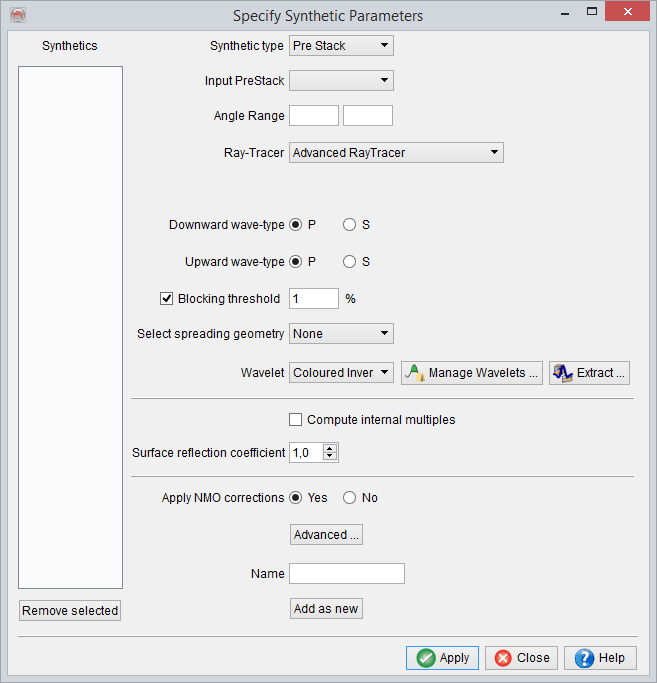 Specify Synthetic Parameters
Synthetics
Synthetic type Pre Stack
Input PreStack
Angle Range
Ray-Tracer Advanced RayTracer
Downward wave-type P S
Upward wave-type P S
Blocking threshold 1 %
Select spreading geometry None
Wavelet Coloured Inver Manage Wavelets ... Extract ...
Compute internal multiples
Surface reflection coefficient 1,0
Apply NMO corrections Yes No
Advanced ...
Name
Remove selected Add as new
Apply Close Help